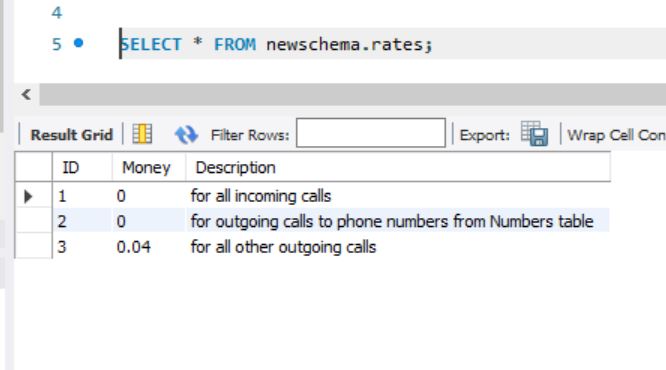 4
5 SELECT * FROM newschema.rates;
Result Grid Filter Rows: Export: Wrap Cell Con
ID Money Description
1 0 for all incoming calls
2 0 for outgoing calls to phone numbers from Numbers table
3 0.04 for all other outgoing calls